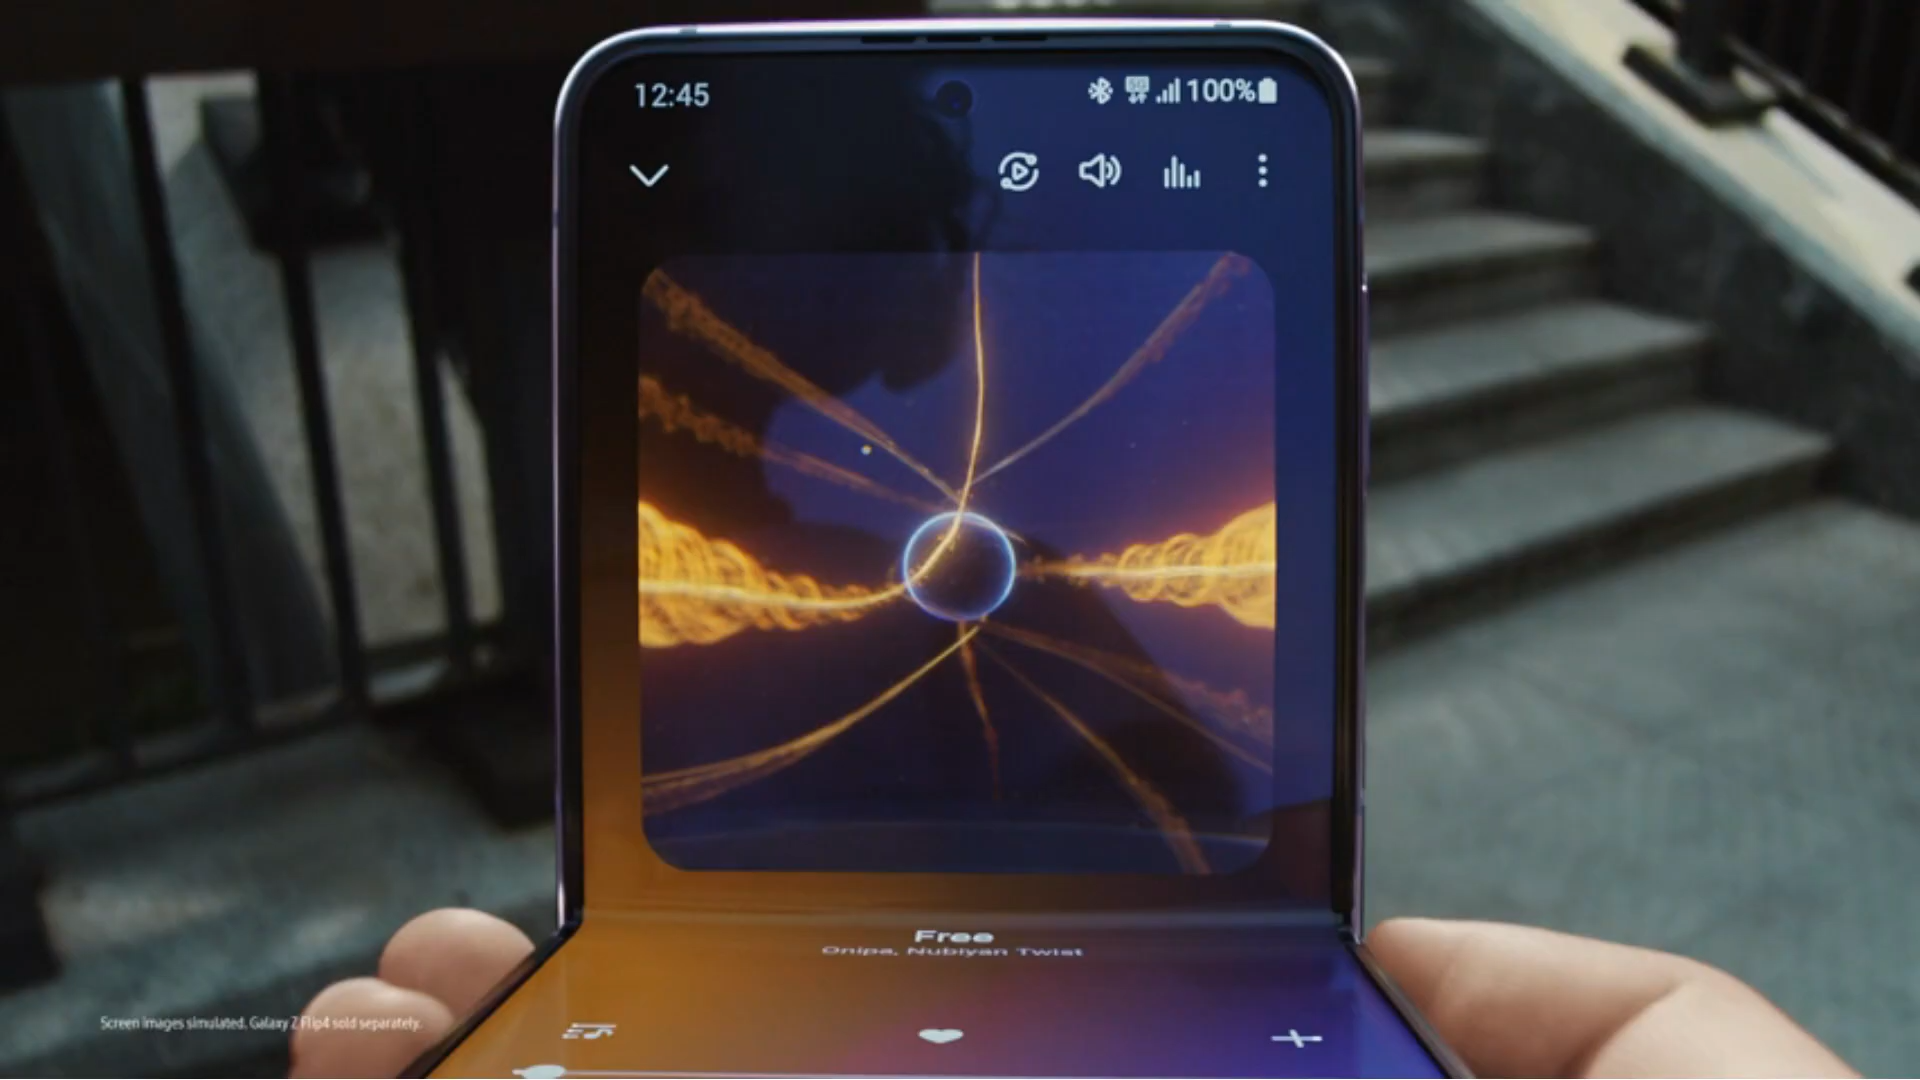 12:45
100%
Free
Onipa, Nubiyan Twist
Screen images simulated. Galaxy Z Flip4 sold separately.